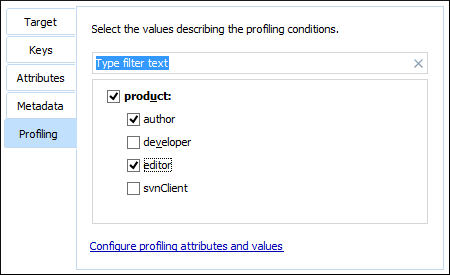 Target
Keys
Attributes
Metadata
Profiling
Select the values describing the profiling conditions.
Type filter text
product:
author
developer
editor
svnClient
Configure profiling attributes and values